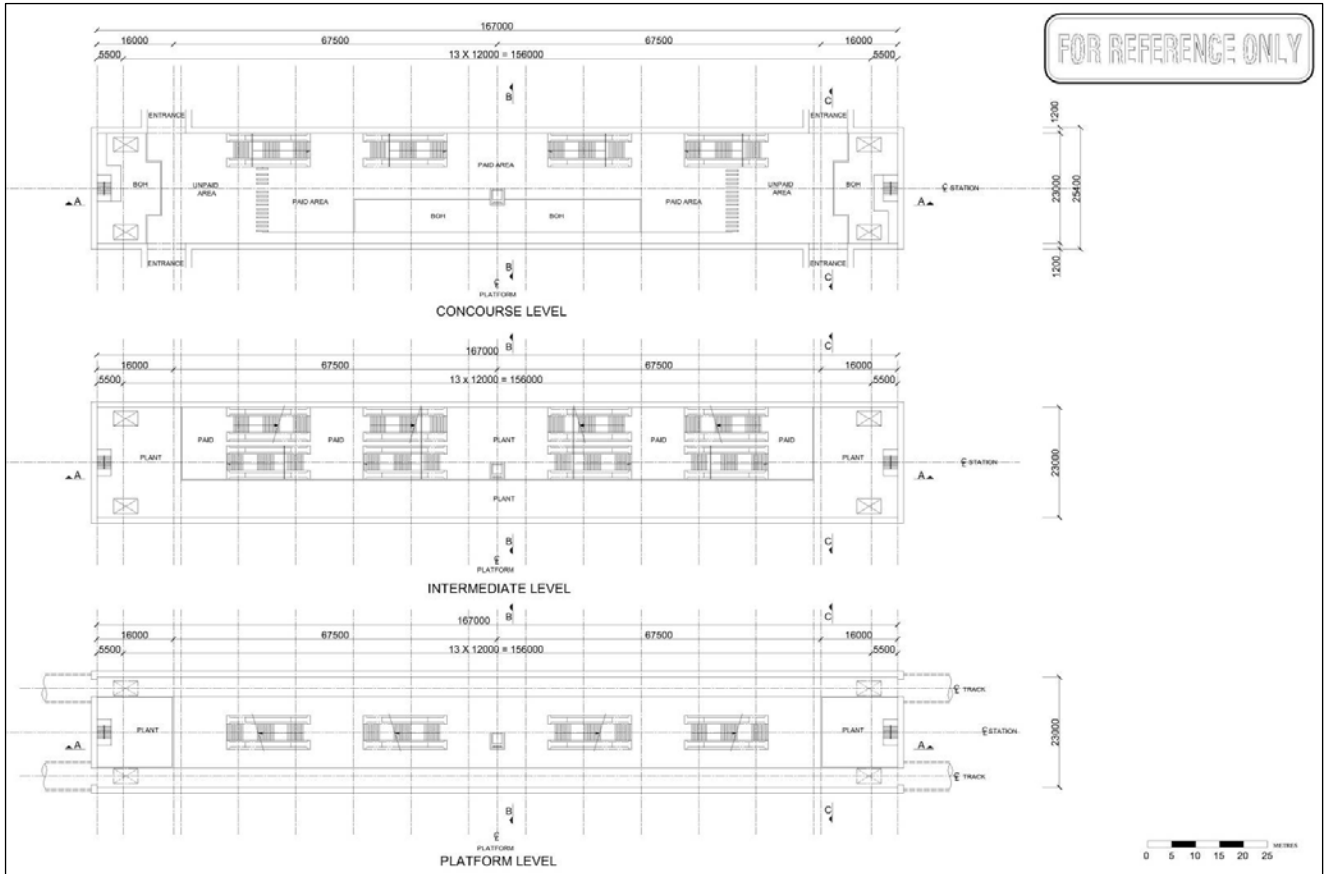 FOR REFERENCE ONLY
167000
16000 67500 67500 16000
5500 13 X 12000 = 156000 5500
B C
ENTRANCE ENTRANCE
1200
PAID AREA
BOH UNPAID AREA UNPAID AREA BOH
℄ STATION
23000
25400
A PAID AREA PAID AREA A
BOH BOH
ENTRANCE ENTRANCE
1200
B C
℄
PLATFORM
CONCOURSE LEVEL
B C
167000
16000 67500 67500 16000
5500 13 X 12000 = 156000 5500
PAID PAID PLANT PAID PAID
PLANT PLANT
℄ STATION
23000
A A
PLANT
B C
℄
PLATFORM
INTERMEDIATE LEVEL
B C
167000
16000 67500 67500 16000
5500 13 X 12000 = 156000 5500
℄ TRACK
PLANT PLANT
℄ STATION
23000
A A
℄ TRACK
B C
℄
PLATFORM
PLATFORM LEVEL
METRES
0 5 10 15 20 25